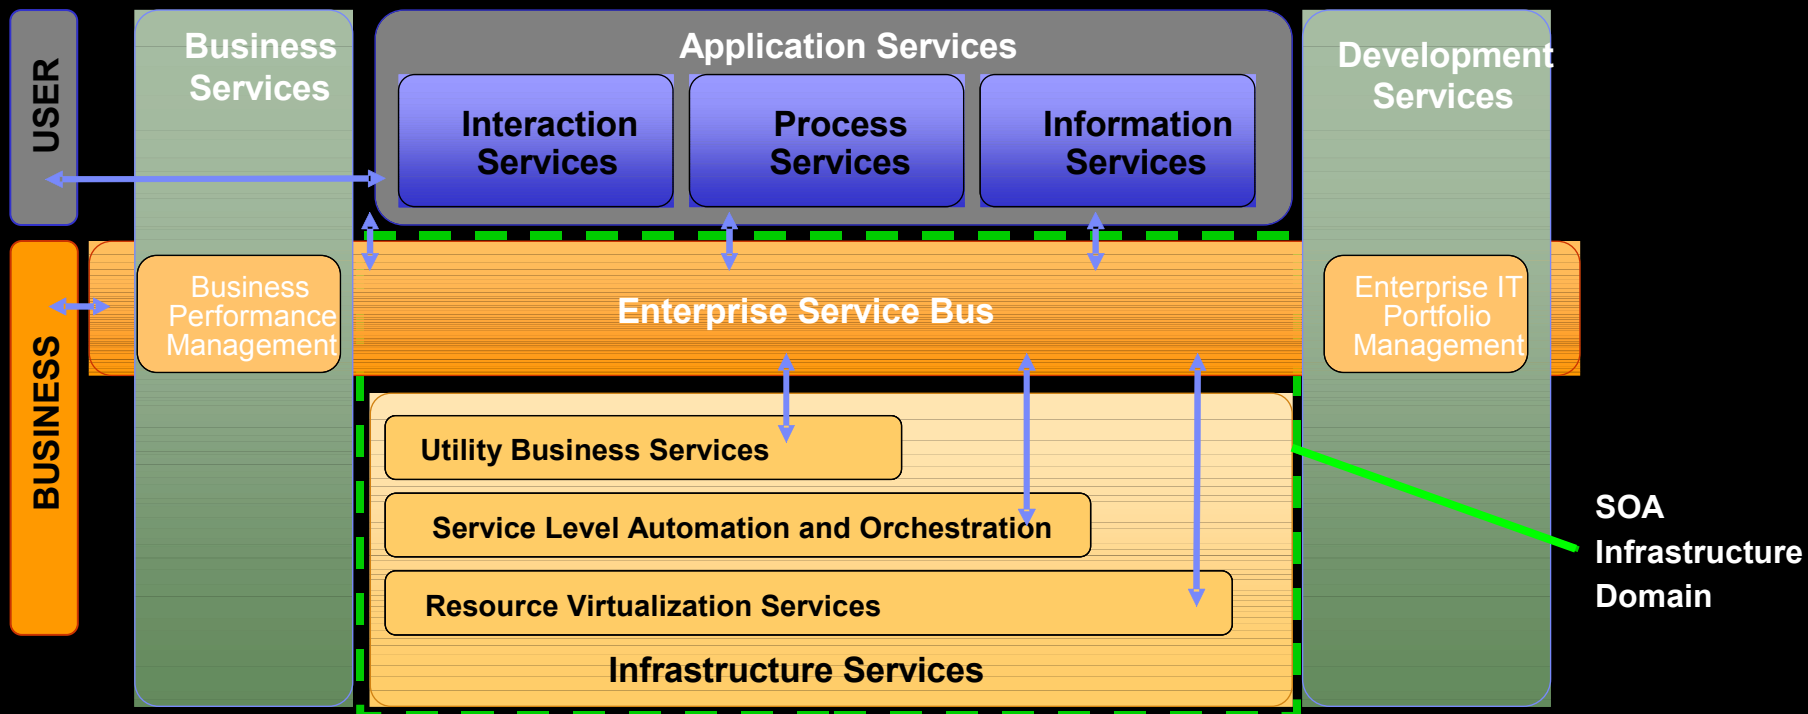 USER
BUSINESS
Business
Services
Application Services
Interaction
Services
Process
Services
Information
Services
Development
Services
Business
Performance
Management
Enterprise Service Bus
Enterprise IT
Portfolio
Management
Utility Business Services
Service Level Automation and Orchestration
Resource Virtualization Services
Infrastructure Services
SOA
Infrastructure
Domain